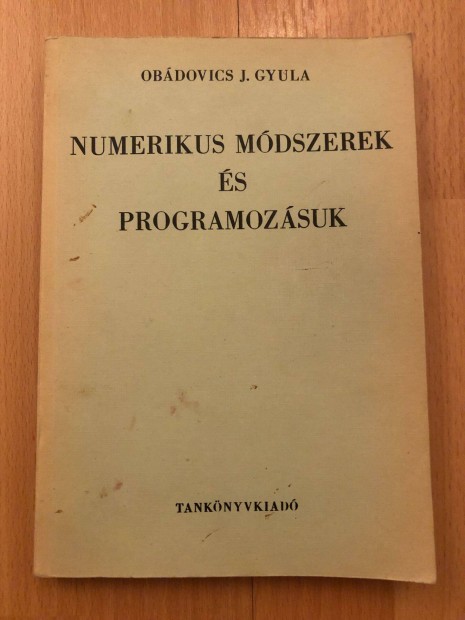 OBÁDOVICS J. GYULA
NUMERIKUS MÓDSZEREK
ÉS
PROGRAMOZÁSUK
TANKÖNYVKIADÓ